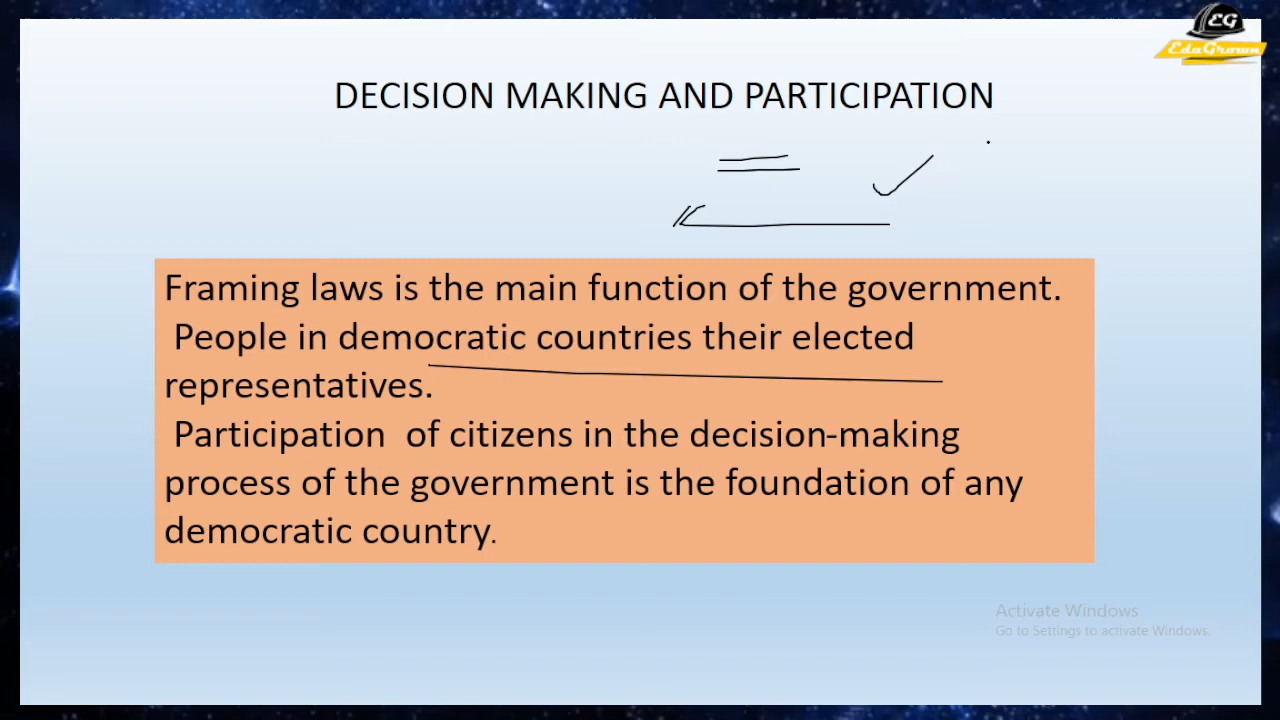 EG
EduGrown
DECISION MAKING AND PARTICIPATION
Framing laws is the main function of the government.
People in democratic countries their elected
representatives.
Participation of citizens in the decision-making
process of the government is the foundation of any
democratic country.
Activate Windows
Go to Settings to activate Windows.